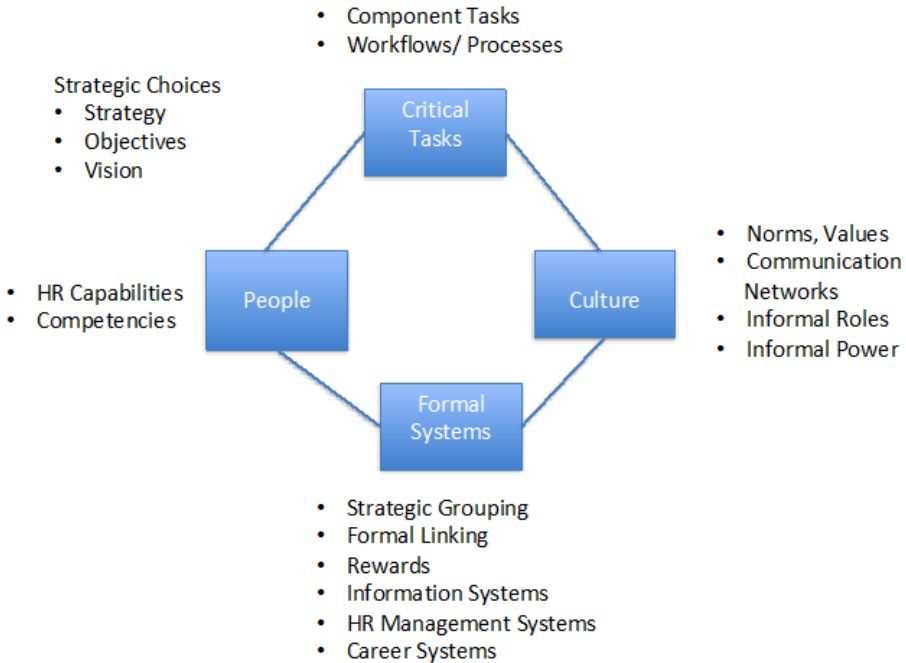 • Component Tasks
• Workflows/ Processes
Strategic Choices
• Strategy
• Objectives
• Vision
Critical
Tasks
• HR Capabilities
• Competencies
People
Culture
• Norms, Values
• Communication
Networks
• Informal Roles
• Informal Power
Formal
Systems
• Strategic Grouping
• Formal Linking
• Rewards
• Information Systems
• HR Management Systems
• Career Systems